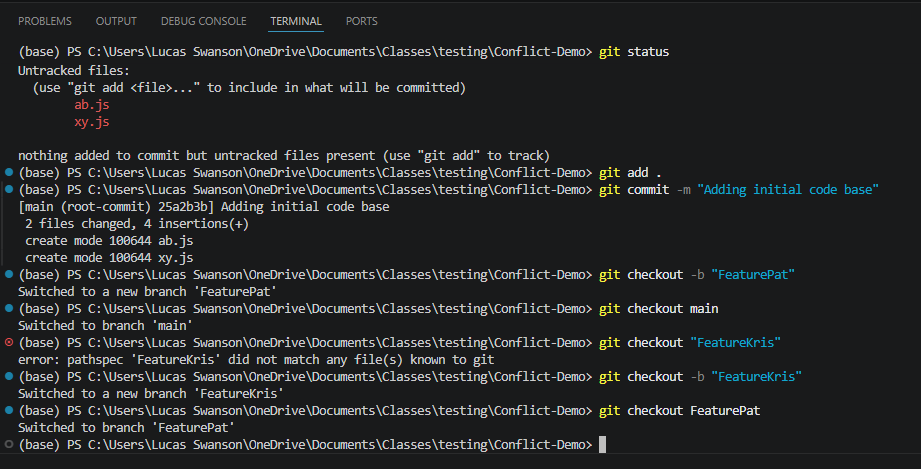 PROBLEMS OUTPUT DEBUG CONSOLE TERMINAL PORTS
(base) PS C:\Users\Lucas Swanson\OneDrive\Documents\Classes\testing\Conflict-Demo> git status
Untracked files:
  (use "git add <file>..." to include in what will be committed)
        ab.js
        xy.js

nothing added to commit but untracked files present (use "git add" to track)
(base) PS C:\Users\Lucas Swanson\OneDrive\Documents\Classes\testing\Conflict-Demo> git add .
(base) PS C:\Users\Lucas Swanson\OneDrive\Documents\Classes\testing\Conflict-Demo> git commit -m "Adding initial code base"
[main (root-commit) 25a2b3b] Adding initial code base
 2 files changed, 4 insertions(+)
 create mode 100644 ab.js
 create mode 100644 xy.js
(base) PS C:\Users\Lucas Swanson\OneDrive\Documents\Classes\testing\Conflict-Demo> git checkout -b "FeaturePat"
Switched to a new branch 'FeaturePat'
(base) PS C:\Users\Lucas Swanson\OneDrive\Documents\Classes\testing\Conflict-Demo> git checkout main
Switched to branch 'main'
(base) PS C:\Users\Lucas Swanson\OneDrive\Documents\Classes\testing\Conflict-Demo> git checkout "FeatureKris"
error: pathspec 'FeatureKris' did not match any file(s) known to git
(base) PS C:\Users\Lucas Swanson\OneDrive\Documents\Classes\testing\Conflict-Demo> git checkout -b "FeatureKris"
Switched to a new branch 'FeatureKris'
(base) PS C:\Users\Lucas Swanson\OneDrive\Documents\Classes\testing\Conflict-Demo> git checkout FeaturePat
Switched to branch 'FeaturePat'
(base) PS C:\Users\Lucas Swanson\OneDrive\Documents\Classes\testing\Conflict-Demo>